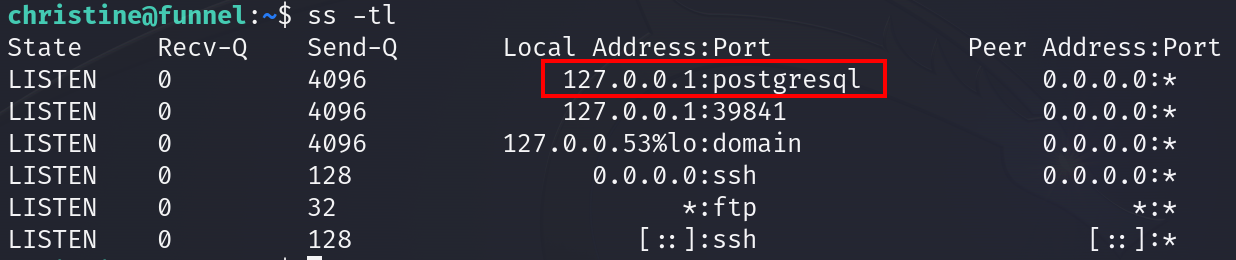 christine@funnel:~$ ss -tl
State Recv-Q Send-Q Local Address:Port Peer Address:Port
LISTEN 0 4096 127.0.0.1:postgresql 0.0.0.0:*
LISTEN 0 4096 127.0.0.1:39841 0.0.0.0:*
LISTEN 0 4096 127.0.0.53%lo:domain 0.0.0.0:*
LISTEN 0 128 0.0.0.0:ssh 0.0.0.0:*
LISTEN 0 32 *:ftp *:*
LISTEN 0 128 [::]:ssh [::]:*